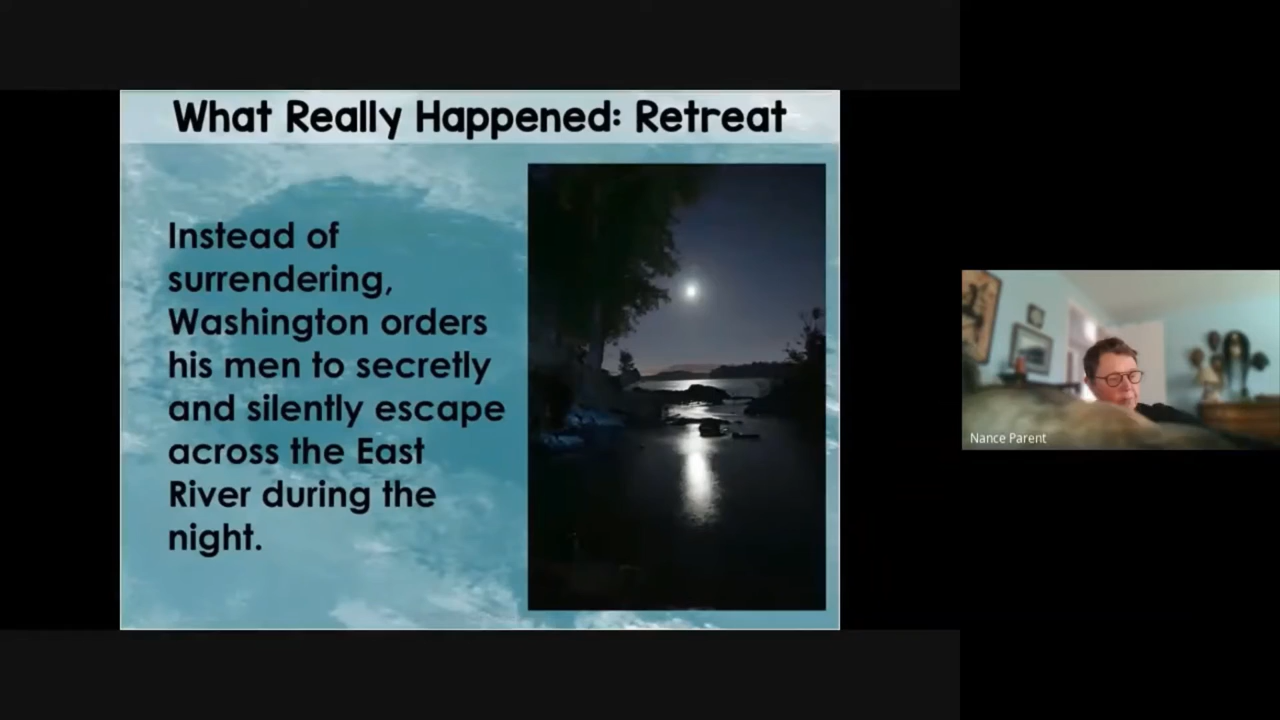 What Really Happened: Retreat
Instead of
surrendering,
Washington orders
his men to secretly
and silently escape
across the East
River during the
night.
Nance Parent